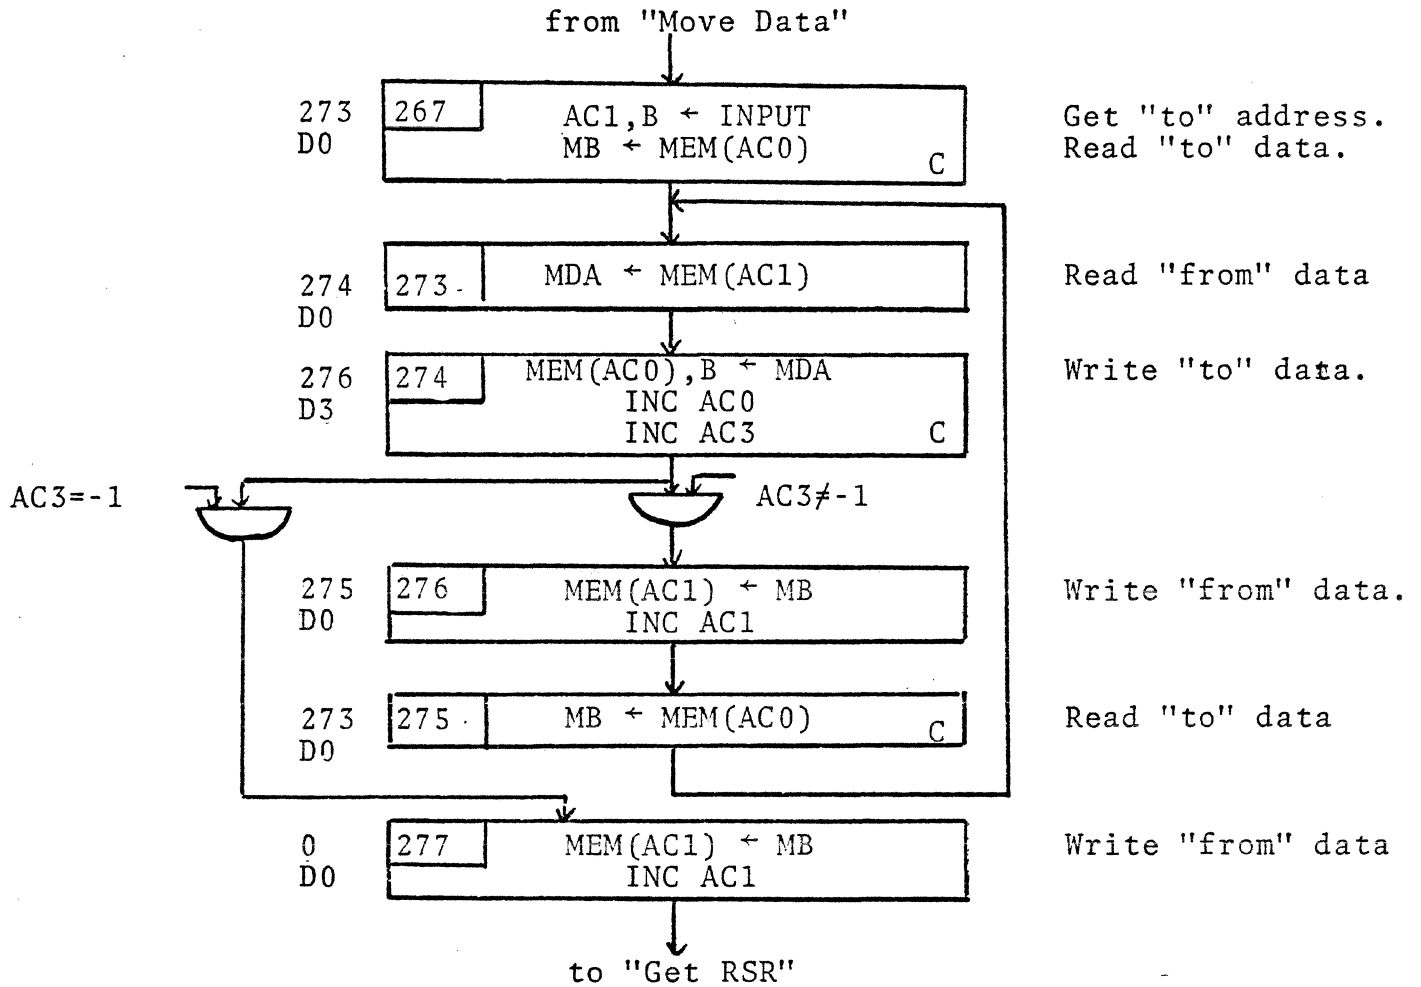 from "Move Data"
273 267 AC1,B ← INPUT Get "to" address.
D0 MB ← MEM(AC0) Read "to" data.
C
274 273 MDA ← MEM(AC1) Read "from" data
D0
276 274 MEM(AC0),B ← MDA Write "to" data.
D3 INC AC0
INC AC3 C
AC3=-1 AC3≠-1
275 276 MEM(AC1) ← MB Write "from" data.
D0 INC AC1
273 275 MB ← MEM(AC0) Read "to" data
D0 C
0 277 MEM(AC1) ← MB Write "from" data
D0 INC AC1
to "Get RSR"